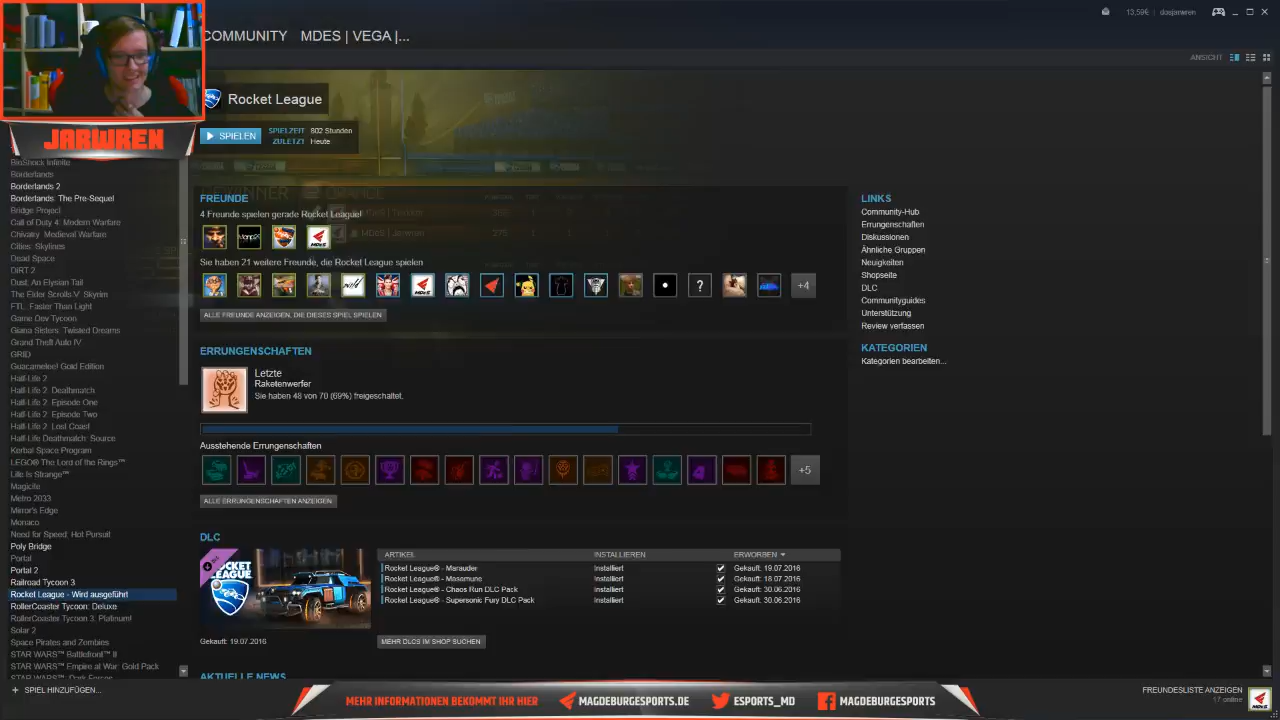 COMMUNITY MDES | VEGA |...
13,59€ dosjarwren
ANSICHT
JARWREN
Rocket League
SPIELEN
SPIELZEIT 802 Stunden
ZULETZT Heute
BioShock Infinite
Borderlands
Borderlands 2
Borderlands: The Pre-Sequel
Bridge Project
Call of Duty 4: Modern Warfare
Chivalry: Medieval Warfare
Cities: Skylines
Dead Space
DiRT 2
Dust: An Elysian Tail
The Elder Scrolls V: Skyrim
FTL: Faster Than Light
Game Dev Tycoon
Giana Sisters: Twisted Dreams
Grand Theft Auto IV
GRID
Guacamelee! Gold Edition
Half-Life 2
Half-Life 2: Deathmatch
Half-Life 2: Episode One
Half-Life 2: Episode Two
Half-Life 2: Lost Coast
Half-Life Deathmatch: Source
Kerbal Space Program
LEGO® The Lord of the Rings™
Life Is Strange™
Magicite
Metro 2033
Mirror's Edge
Monaco
Need for Speed: Hot Pursuit
Poly Bridge
Portal
Portal 2
Railroad Tycoon 3
Rocket League - Wird ausgeführt
RollerCoaster Tycoon: Deluxe
RollerCoaster Tycoon 3: Platinum!
Solar 2
Space Pirates and Zombies
STAR WARS™ Battlefront™ II
STAR WARS™ Empire at War: Gold Pack
+ SPIEL HINZUFÜGEN...
FREUNDE
4 Freunde spielen gerade Rocket League!
Sie haben 21 weitere Freunde, die Rocket League spielen
MDES
?
+4
ALLE FREUNDE ANZEIGEN, DIE DIESES SPIEL SPIELEN
ERRUNGENSCHAFTEN
Letzte
Raketenwerfer
Sie haben 48 von 70 (69%) freigeschaltet.
Ausstehende Errungenschaften
+5
ALLE ERRUNGENSCHAFTEN ANZEIGEN
DLC
ROCKET LEAGUE
Gekauft: 19.07.2016
ARTIKEL INSTALLIEREN ERWORBEN
Rocket League® - Marauder Installiert Gekauft: 19.07.2016
Rocket League® - Masamune Installiert Gekauft: 18.07.2016
Rocket League® - Chaos Run DLC Pack Installiert Gekauft: 30.06.2016
Rocket League® - Supersonic Fury DLC Pack Installiert Gekauft: 30.06.2016
MEHR DLCS IM SHOP SUCHEN
AKTUELLE NEWS
LINKS
Community-Hub
Errungenschaften
Diskussionen
Ähnliche Gruppen
Neuigkeiten
Shopseite
DLC
Communityguides
Unterstützung
Review verfassen
KATEGORIEN
Kategorien bearbeiten...
MEHR INFORMATIONEN BEKOMMT IHR HIER MAGDEBURGESPORTS.DE ESPORTS_MD MAGDEBURGESPORTS
FREUNDESLISTE ANZEIGEN
17 online